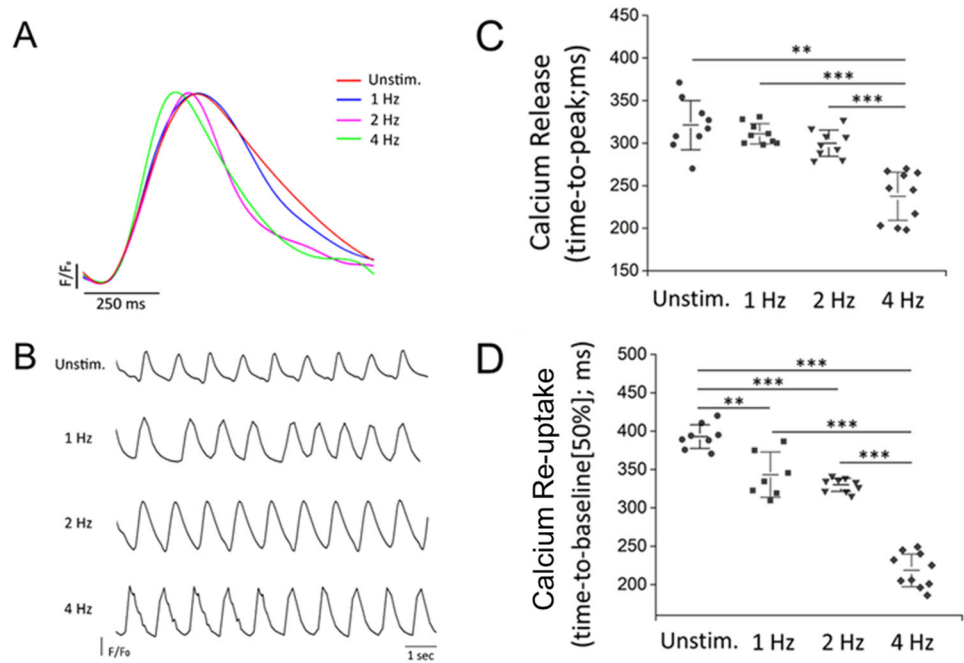 A
Unstim.
1 Hz
2 Hz
4 Hz
F/F₀
250 ms
B
Unstim.
1 Hz
2 Hz
4 Hz
F/F₀
1 sec
C
Calcium Release
(time-to-peak;ms)
450
400
350
300
250
200
150
**
***
***
Unstim. 1 Hz 2 Hz 4 Hz
D
Calcium Re-uptake
(time-to-baseline[50%]; ms)
500
450
400
350
300
250
200
***
***
**
***
***
Unstim. 1 Hz 2 Hz 4 Hz